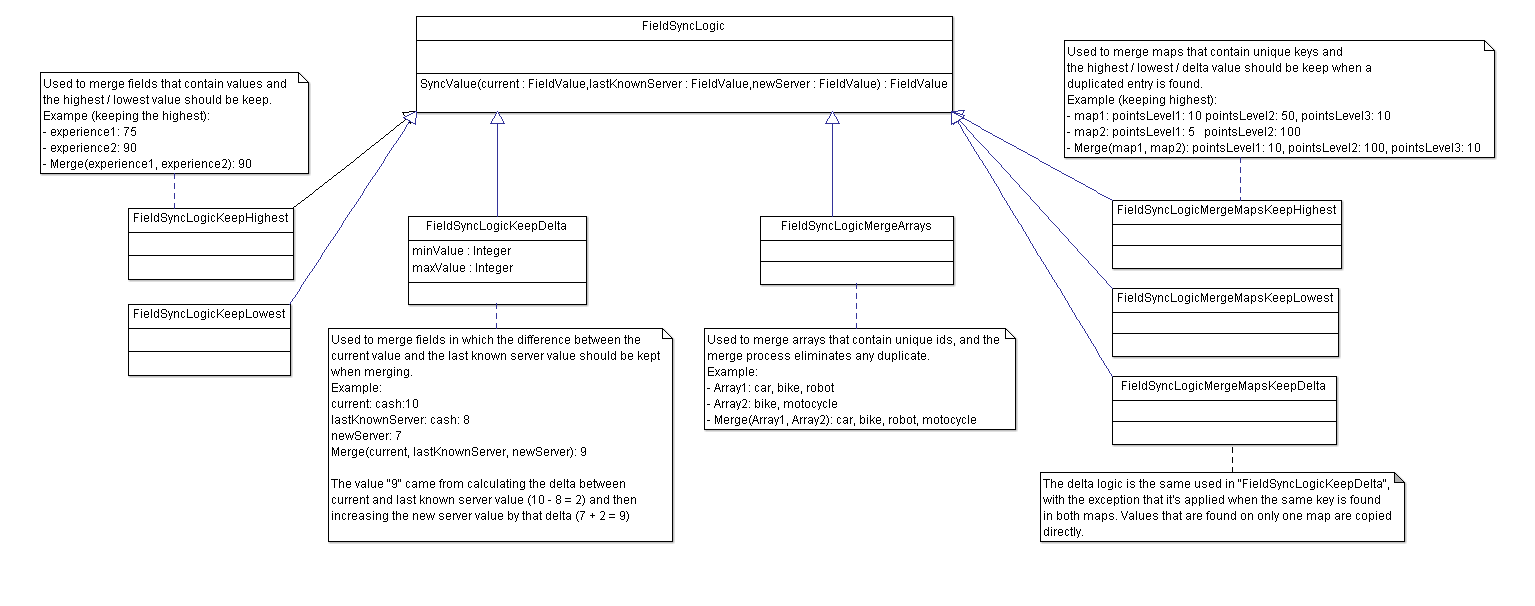 FieldSyncLogic
SyncValue(current : FieldValue,lastKnownServer : FieldValue,newServer : FieldValue) : FieldValue
Used to merge fields that contain values and
the highest / lowest value should be keep.
Exampe (keeping the highest):
- experience1: 75
- experience2: 90
- Merge(experience1, experience2): 90
Used to merge maps that contain unique keys and
the highest / lowest / delta value should be keep when a
duplicated entry is found.
Example (keeping highest):
- map1: pointsLevel1: 10 pointsLevel2: 50, pointsLevel3: 10
- map2: pointsLevel1: 5   pointsLevel2: 100
- Merge(map1, map2): pointsLevel1: 10, pointsLevel2: 100, pointsLevel3: 10
FieldSyncLogicKeepHighest
FieldSyncLogicKeepLowest
FieldSyncLogicKeepDelta
minValue : Integer
maxValue : Integer
Used to merge fields in which the difference between the
current value and the last known server value should be kept
when merging.
Example:
current: cash:10
lastKnownServer: cash: 8
newServer: 7
Merge(current, lastKnownServer, newServer): 9
The value "9" came from calculating the delta between
current and last known server value (10 - 8 = 2) and then
increasing the new server value by that delta (7 + 2 = 9)
FieldSyncLogicMergeArrays
Used to merge arrays that contain unique ids, and the
merge process eliminates any duplicate.
Example:
- Array1: car, bike, robot
- Array2: bike, motocycle
- Merge(Array1, Array2): car, bike, robot, motocycle
FieldSyncLogicMergeMapsKeepHighest
FieldSyncLogicMergeMapsKeepLowest
FieldSyncLogicMergeMapsKeepDelta
The delta logic is the same used in "FieldSyncLogicKeepDelta",
with the exception that it's applied when the same key is found
in both maps. Values that are found on only one map are copied
directly.